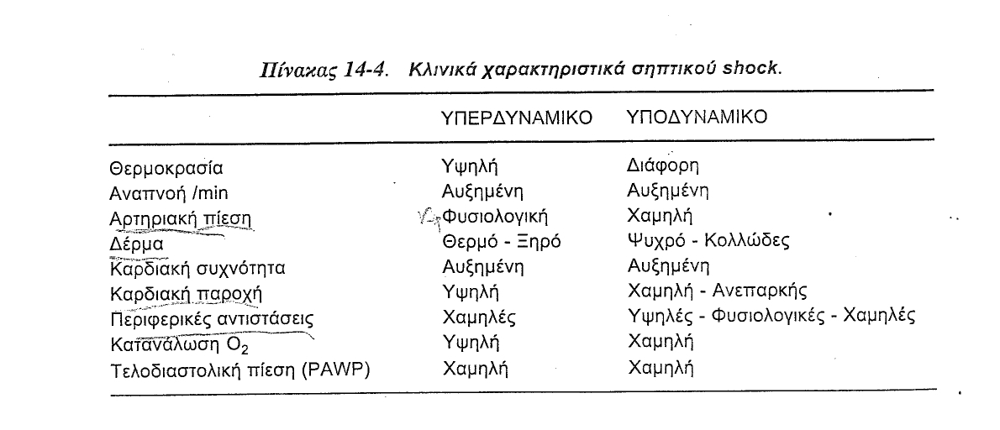 Πίνακας 14-4. Κλινικά χαρακτηριστικά σηπτικού shock.
ΥΠΕΡΔΥΝΑΜΙΚΟ ΥΠΟΔΥΝΑΜΙΚΟ
Θερμοκρασία Υψηλή Διάφορη
Αναπνοή /min Αυξημένη Αυξημένη
Αρτηριακή πίεση Φυσιολογική Χαμηλή
Δέρμα Θερμό - Ξηρό Ψυχρό - Κολλώδες
Καρδιακή συχνότητα Αυξημένη Αυξημένη
Καρδιακή παροχή Υψηλή Χαμηλή - Ανεπαρκής
Περιφερικές αντιστάσεις Χαμηλές Υψηλές - Φυσιολογικές - Χαμηλές
Κατανάλωση O₂ Υψηλή Χαμηλή
Τελοδιαστολική πίεση (PAWP) Χαμηλή Χαμηλή